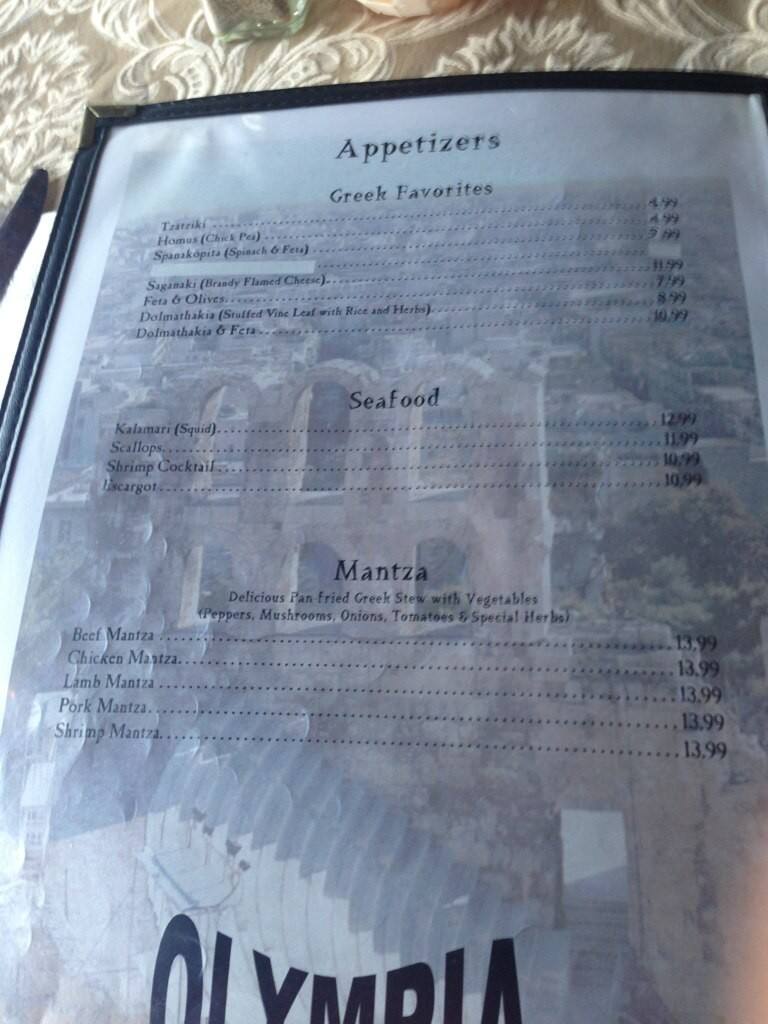 Appetizers
Greek Favorites
Tzatziki ........ 4.99
Homus (Chick Pea) ........ 4.99
Spanakopita (Spinach & Feta) ........
Saganaki (Brandy Flamed Cheese) ........ 11.99
Feta & Olives ........ 7.99
Dolmathakia (Stuffed Vine Leaf with Rice and Herbs) ........ 8.99
Dolmathakia & Feta ........ 10.99
Seafood
Kalamari (Squid) ........ 12.99
Scallops ........ 11.99
Shrimp Cocktail ........ 10.99
Escargot ........ 10.99
Mantza
Delicious Pan fried Greek Stew with Vegetables
(Peppers, Mushrooms, Onions, Tomatoes & Special Herbs)
Beef Mantza ........ 13.99
Chicken Mantza ........ 13.99
Lamb Mantza ........ 13.99
Pork Mantza ........ 13.99
Shrimp Mantza ........ 13.99
OLYMPIA